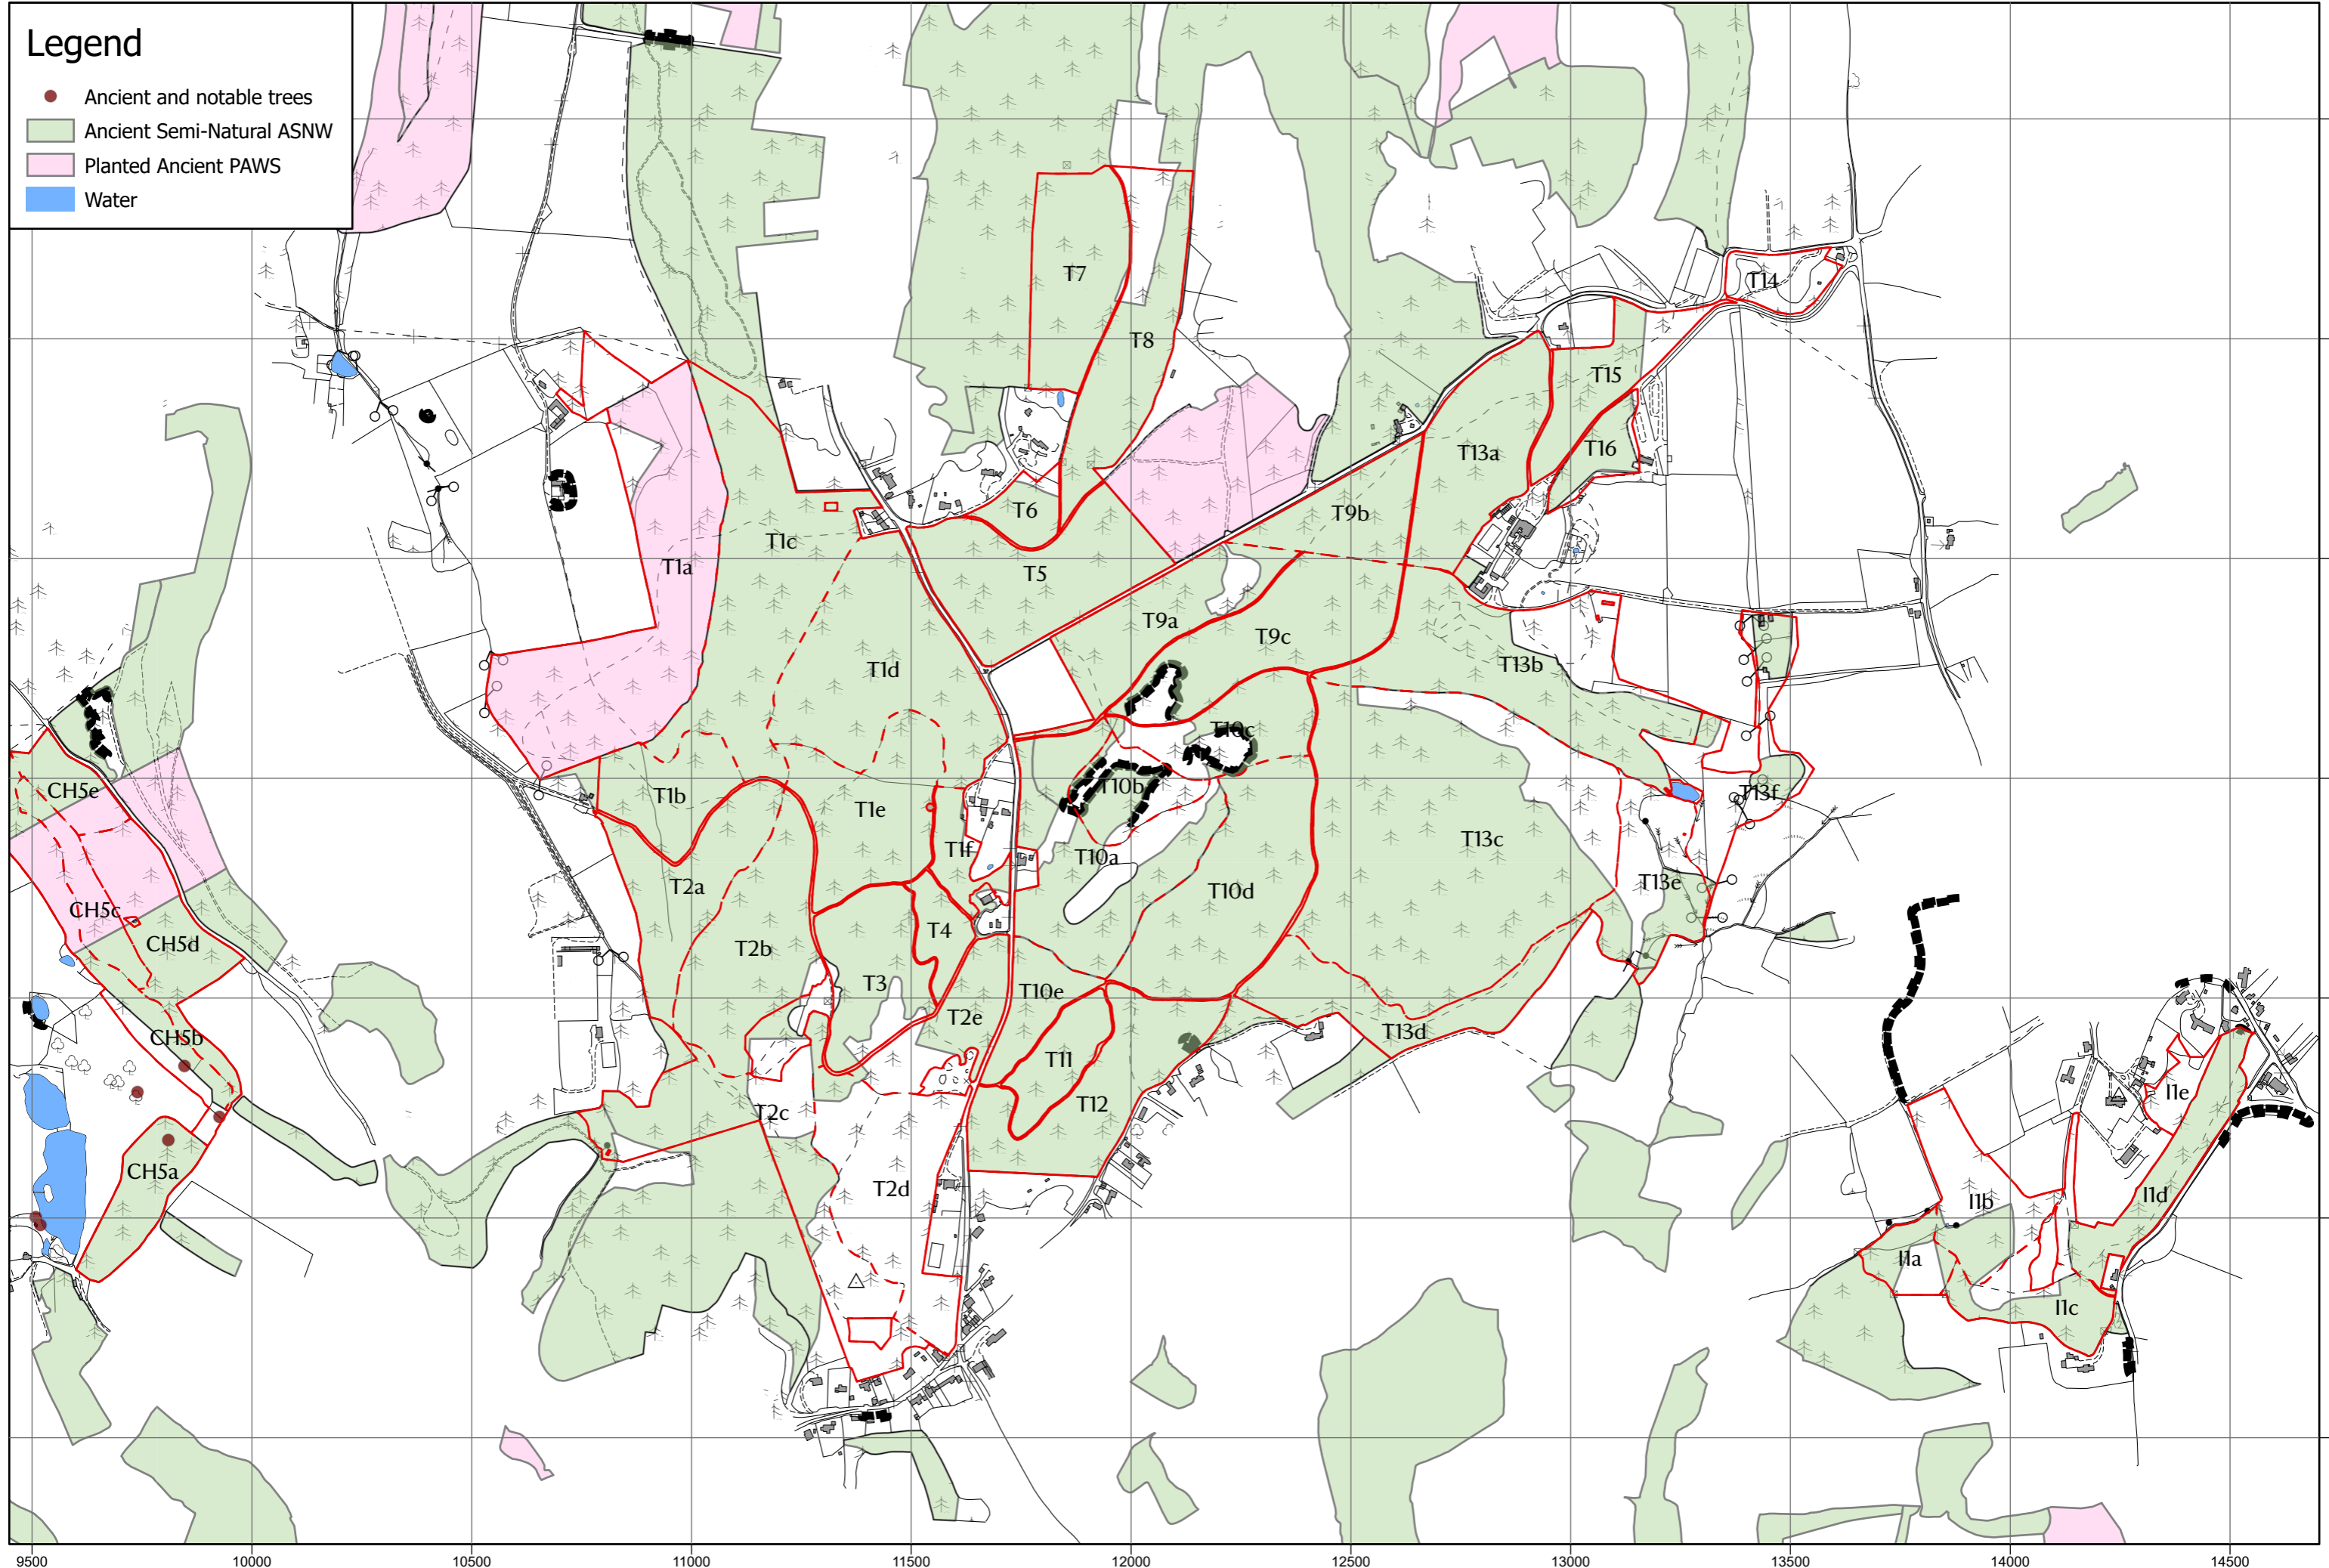 Legend
Ancient and notable trees
Ancient Semi-Natural ASNW
Planted Ancient PAWS
Water
T7
T14
T8
T15
T13a
T16
T6
T9b
T1c
T1a
T5
T9a
T9c
T1d
T13b
T10c
CH5e
T10b
T13f
T1b
T1e
T13c
T1f
T10a
T2a
T10d
T13e
CH5c
T4
CH5d
T2b
T3
T10e
T2e
T13d
CH5b
T11
I1e
T12
T2c
CH5a
T2d
I1d
I1b
I1a
I1c
9500 10000 10500 11000 11500 12000 12500 13000 13500 14000 14500